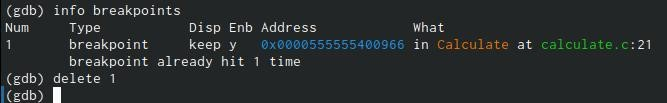 (gdb) info breakpoints
Num     Type           Disp Enb Address            What
1       breakpoint     keep y   0x0000555555400966 in Calculate at calculate.c:21
        breakpoint already hit 1 time
(gdb) delete 1
(gdb)